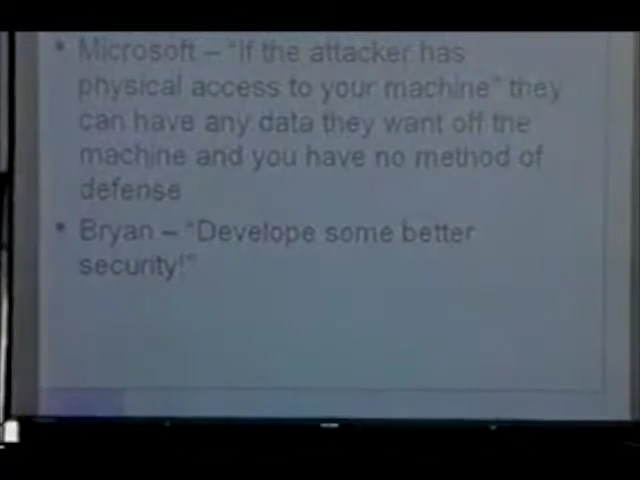 • Microsoft – "If the attacker has
physical access to your machine" they
can have any data they want off the
machine and you have no method of
defense
• Bryan – "Develope some better
security!"